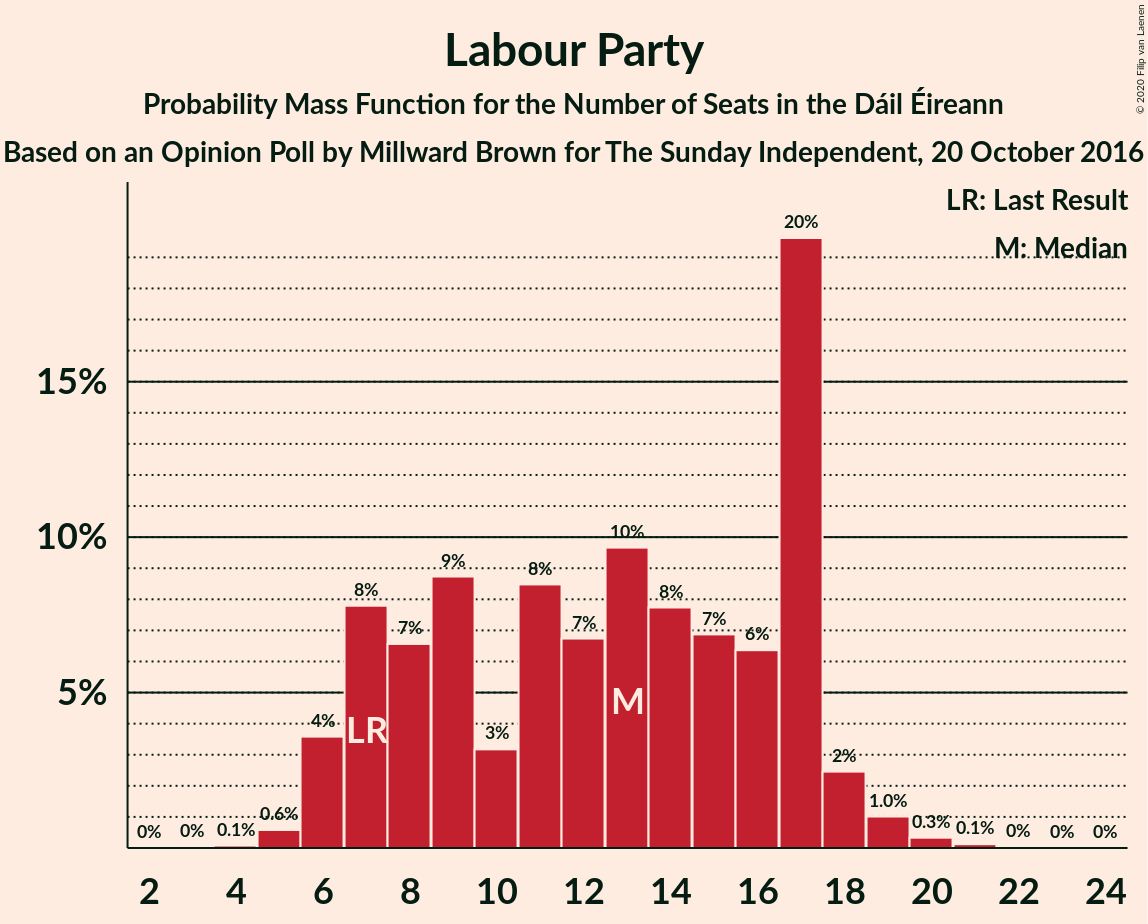 Labour Party
Probability Mass Function for the Number of Seats in the Dáil Éireann
Based on an Opinion Poll by Millward Brown for The Sunday Independent, 20 October 2016
© 2020 Filip van Laenen
LR: Last Result
M: Median
15%
10%
5%
0%
0%
0.1%
0.6%
4%
8%
7%
9%
3%
8%
7%
10%
8%
7%
6%
20%
2%
1.0%
0.3%
0.1%
0%
0%
0%
LR
M
2 4 6 8 10 12 14 16 18 20 22 24